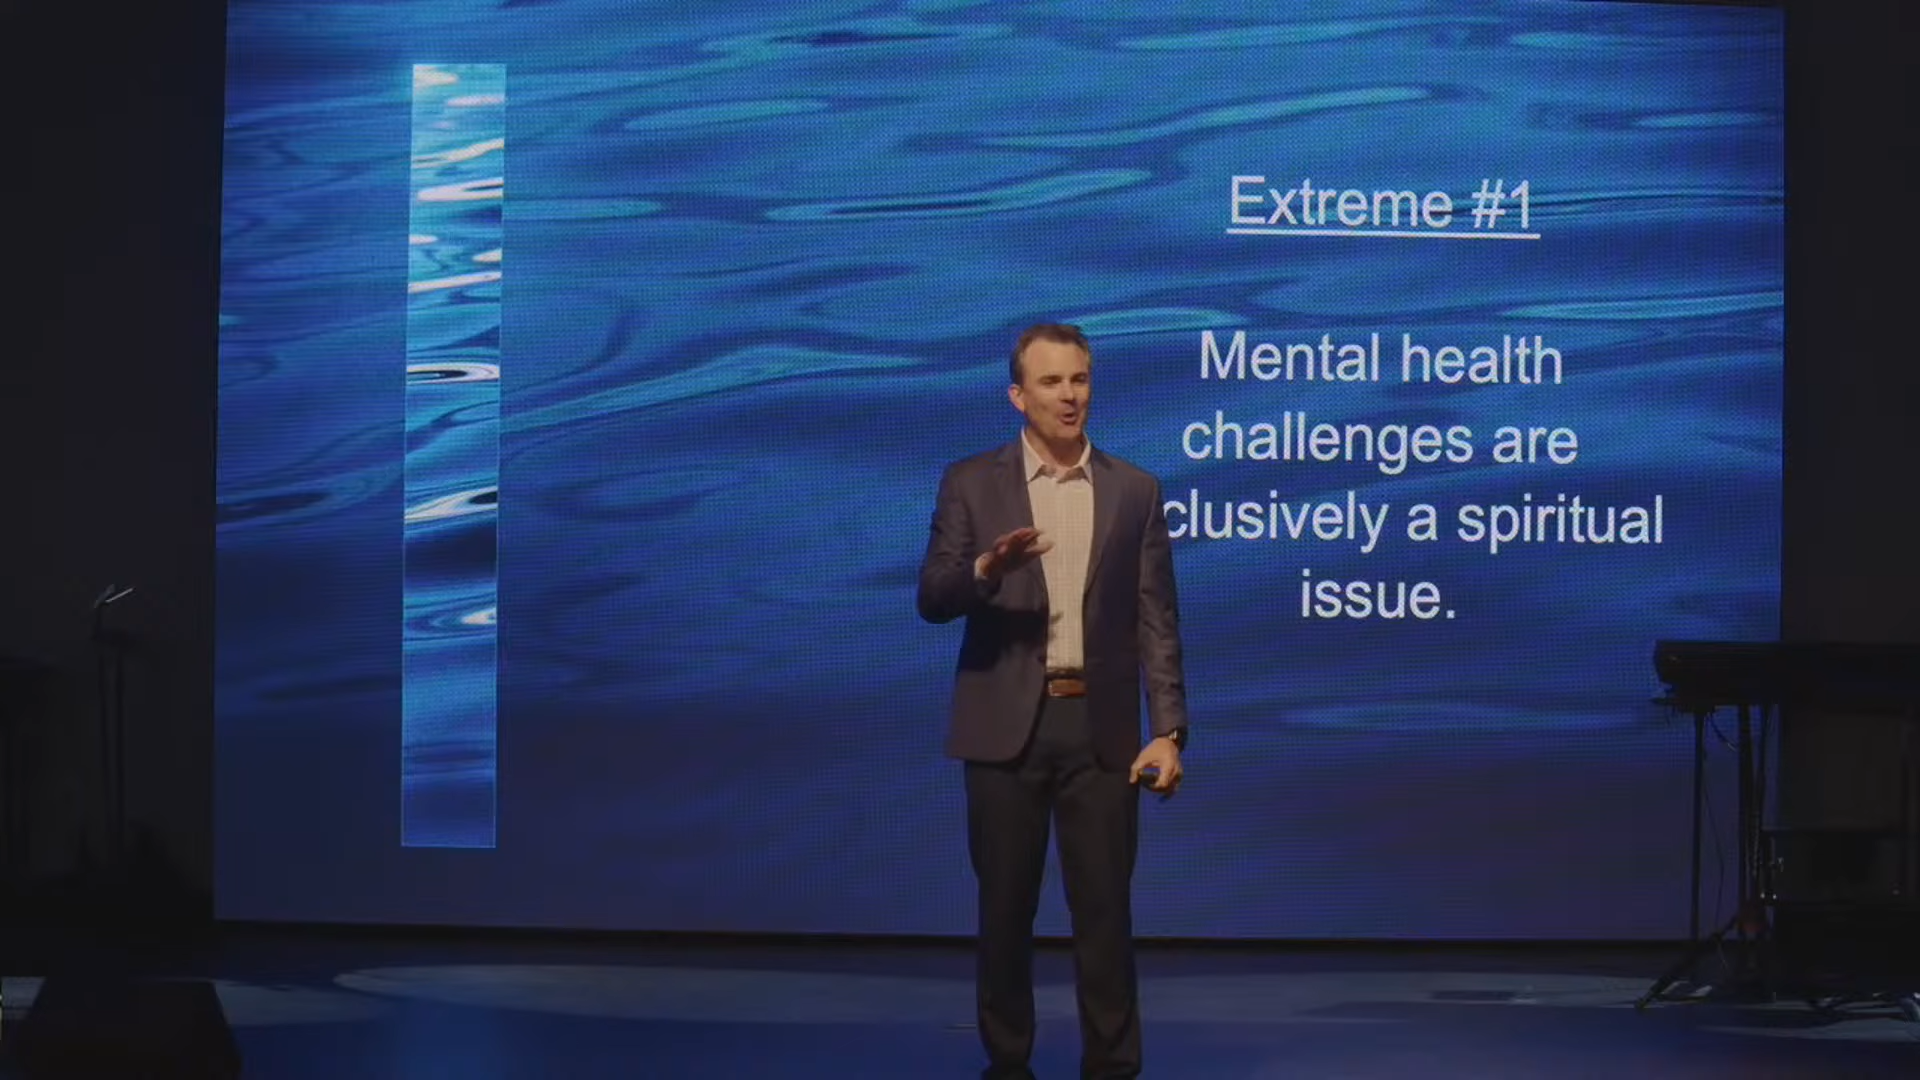 Extreme #1
Mental health
challenges are
clusively a spiritual
issue.